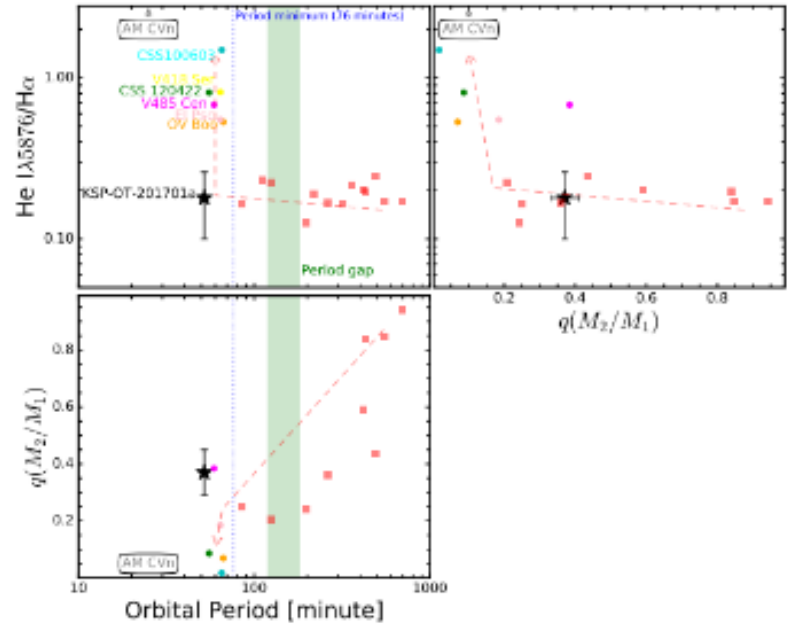 AM CVn
Period minimum (76 minutes)
AM CVn
CSS100603
V418 Ser
CSS 120422
V485 Cen
OV Boo
1.00
He Iλ5876/Hα
KSP-OT-201701a
0.10
Period gap
0.2 0.4 0.6 0.8
q(M₂/M₁)
0.8
0.6
q(M₂/M₁)
0.4
0.2
AM CVn
10 100 1000
Orbital Period [minute]